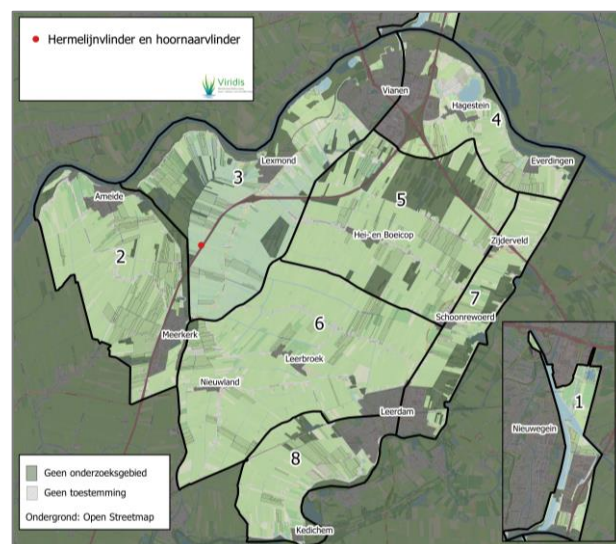 Hermelijnvlinder en hoornaarvlinder
Viridis
Vianen
Hagestein
4
Everdingen
3
Lexmond
Ameide
2
5
Hei- en Boeicop
Zijderveld
7
Schoonrewoerd
6
Meerkerk
Leerbroek
Nieuwland
Leerdam
8
Kedichem
1
Nieuwegein
Geen onderzoeksgebied
Geen toestemming
Ondergrond: Open Streetmap